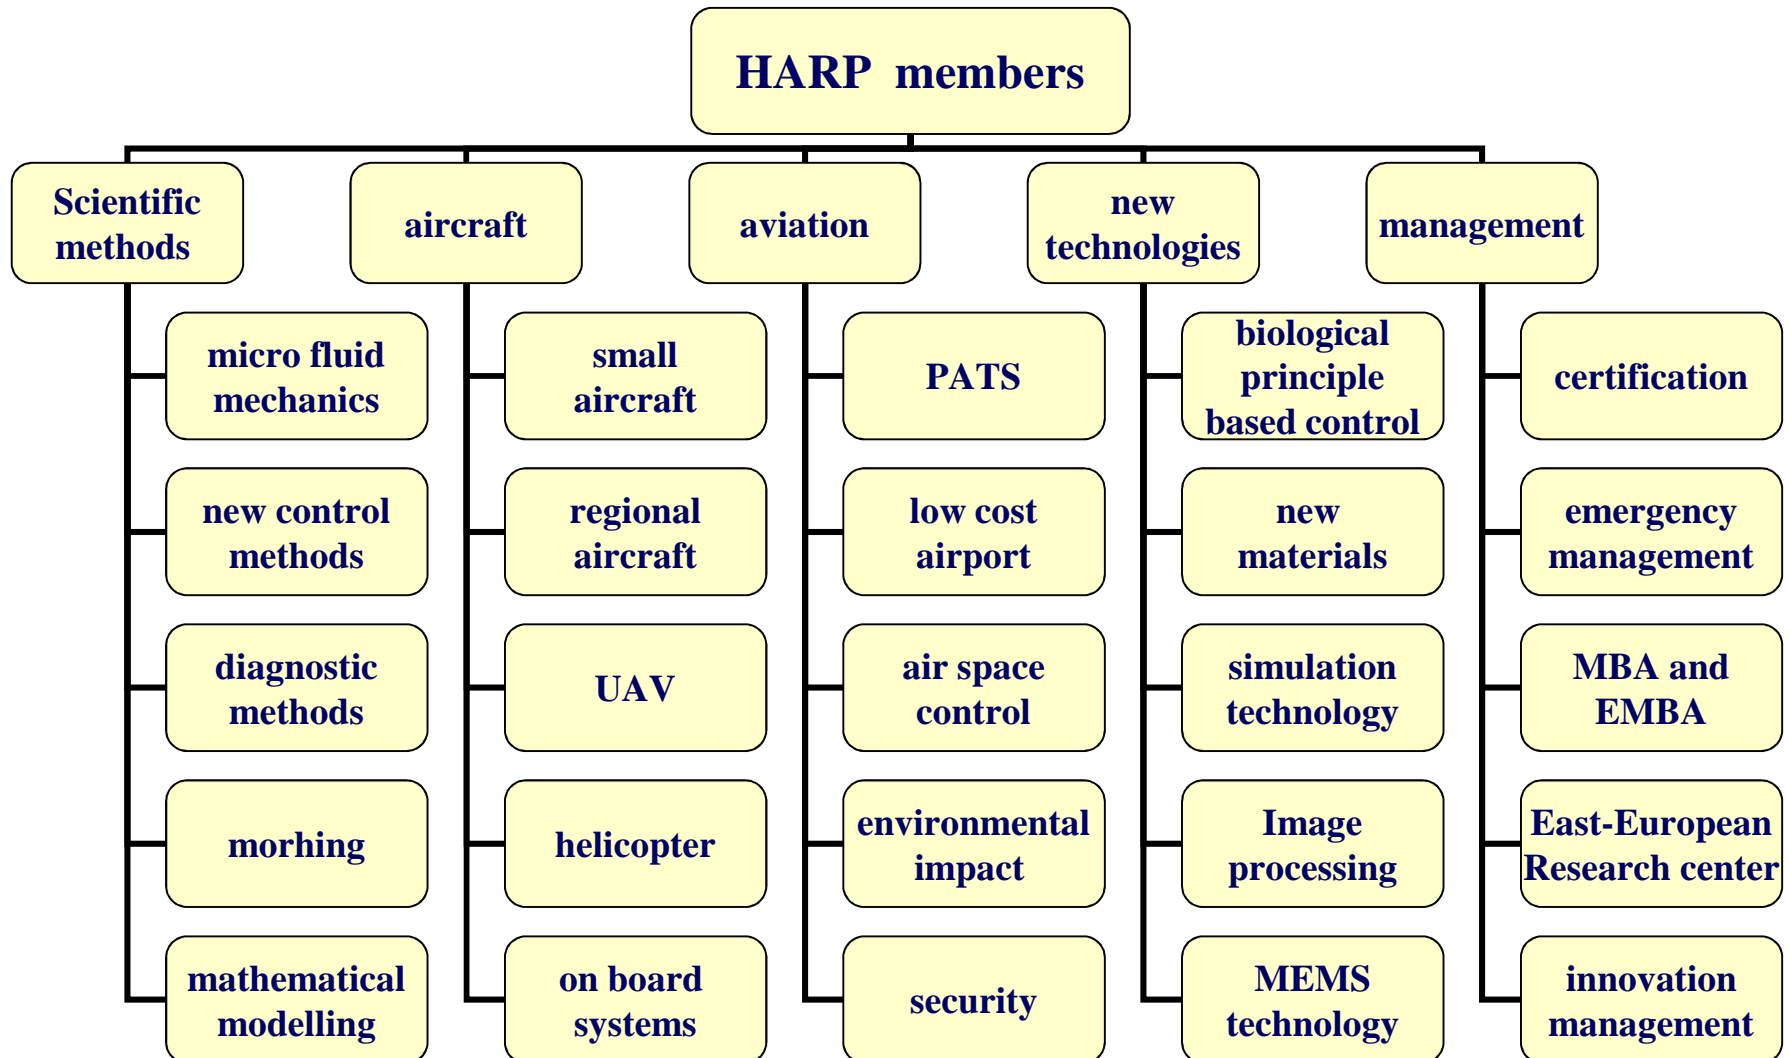 HARP members
Scientific
methods
aircraft
aviation
new
technologies
management
micro fluid
mechanics
small
aircraft
PATS
biological
principle
based control
certification
new control
methods
regional
aircraft
low cost
airport
new
materials
emergency
management
diagnostic
methods
UAV
air space
control
simulation
technology
MBA and
EMBA
morhing
helicopter
environmental
impact
Image
processing
East-European
Research center
mathematical
modelling
on board
systems
security
MEMS
technology
innovation
management